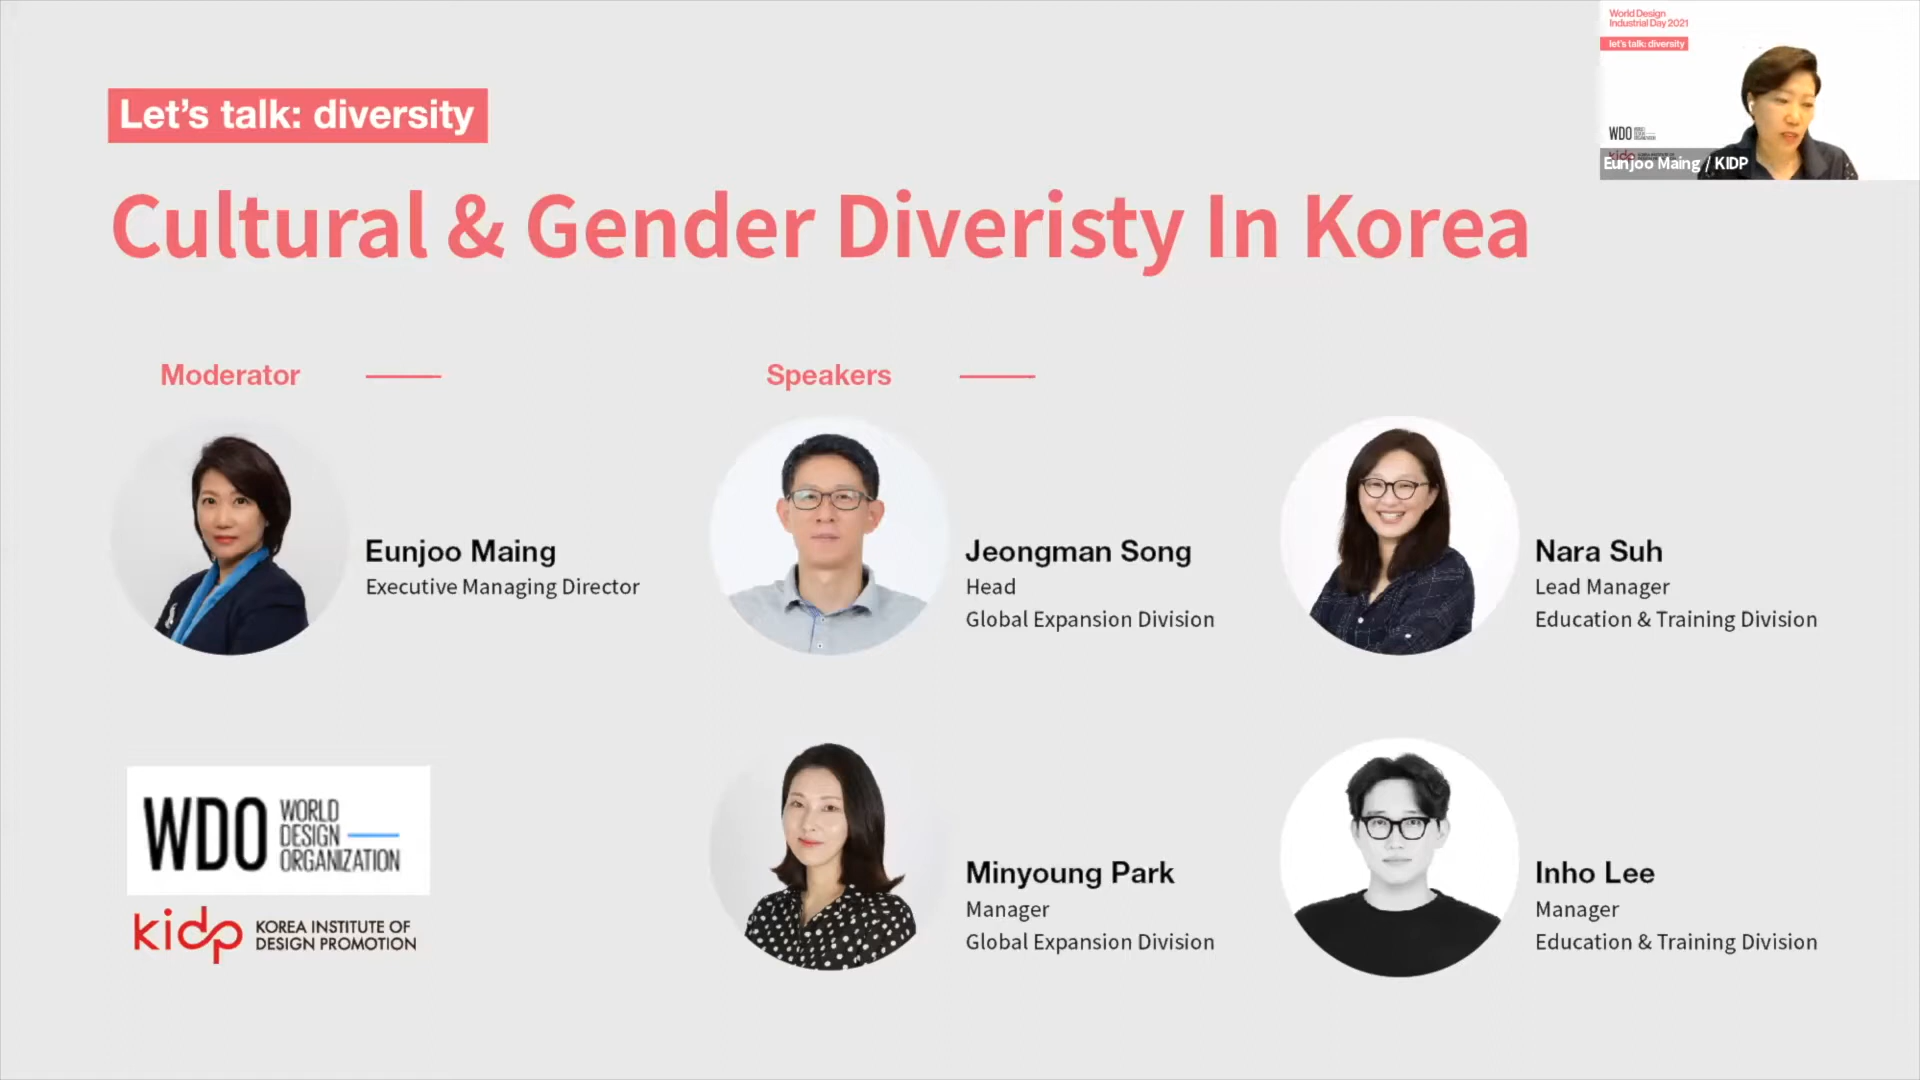 Let's talk: diversity
Cultural & Gender Diveristy In Korea
Moderator
Eunjoo Maing
Executive Managing Director
Speakers
Jeongman Song
Head
Global Expansion Division
Nara Suh
Lead Manager
Education & Training Division
Minyoung Park
Manager
Global Expansion Division
Inho Lee
Manager
Education & Training Division
WDO
WORLD
DESIGN
ORGANIZATION
kidp
KOREA INSTITUTE OF
DESIGN PROMOTION
World Design
Industrial Day 2021
let's talk: diversity
WDO
Eunjoo Maing / KIDP